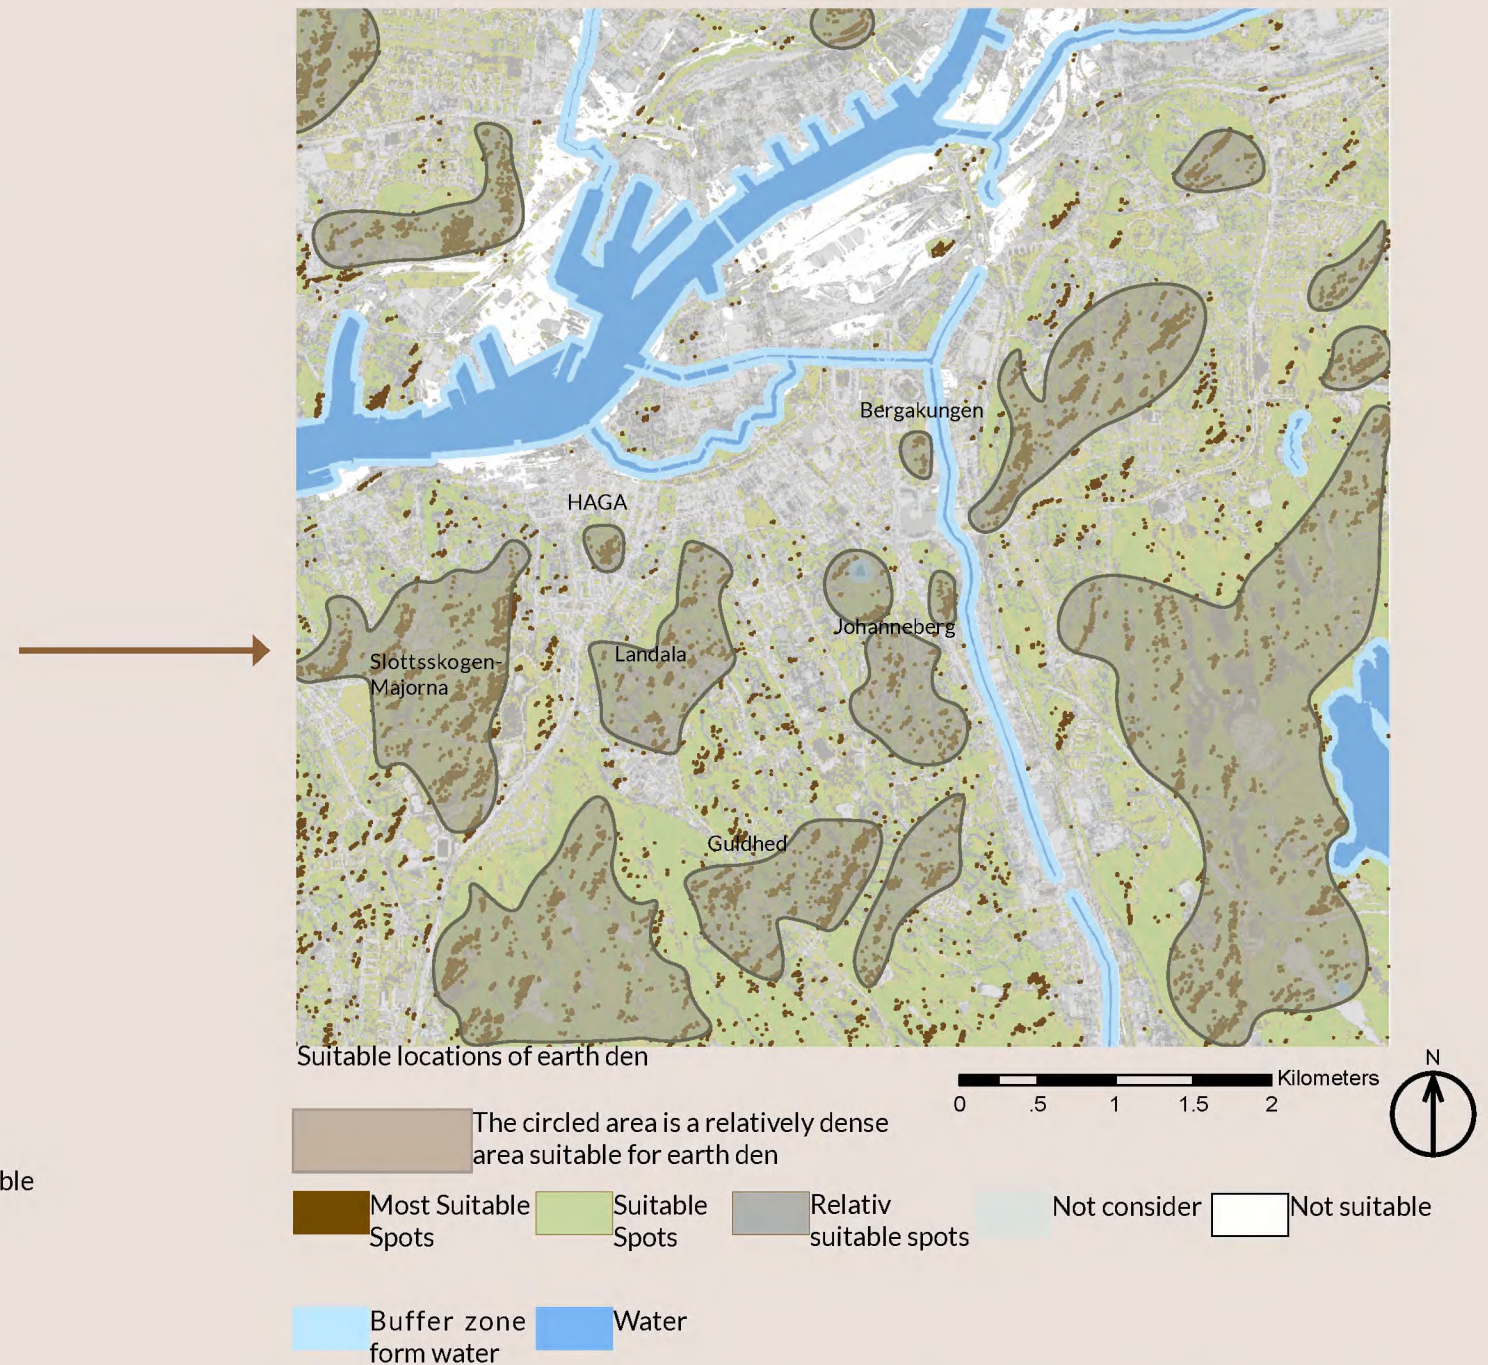 Bergakungen
HAGA
Johanneberg
Landala
Slottsskogen-
Majorna
Guldhed
Suitable locations of earth den
N
Kilometers
0 .5 1 1.5 2
The circled area is a relatively dense
area suitable for earth den
ble
Most Suitable
Spots
Suitable
Spots
Relativ
suitable spots
Not consider
Not suitable
Buffer zone
form water
Water